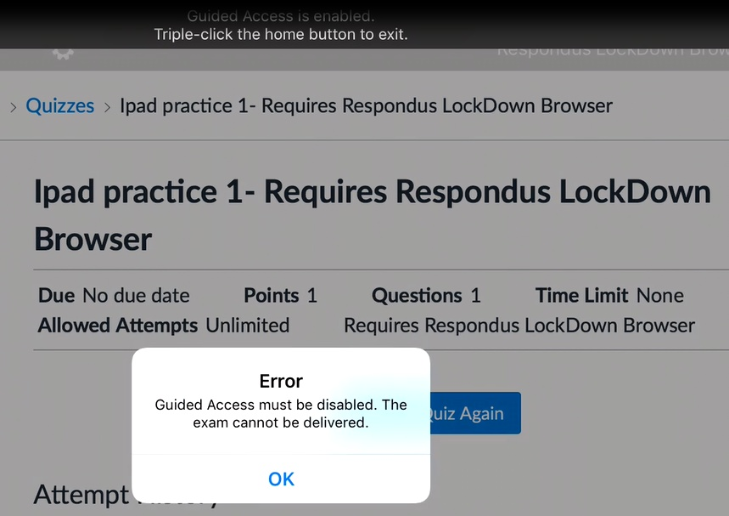 Guided Access is enabled.
Triple-click the home button to exit.
Respondus LockDown Brow
> Quizzes > Ipad practice 1- Requires Respondus LockDown Browser
Ipad practice 1- Requires Respondus LockDown
Browser
Due No due date Points 1 Questions 1 Time Limit None
Allowed Attempts Unlimited Requires Respondus LockDown Browser
Error
Guided Access must be disabled. The
exam cannot be delivered.
Quiz Again
OK
Attempt History